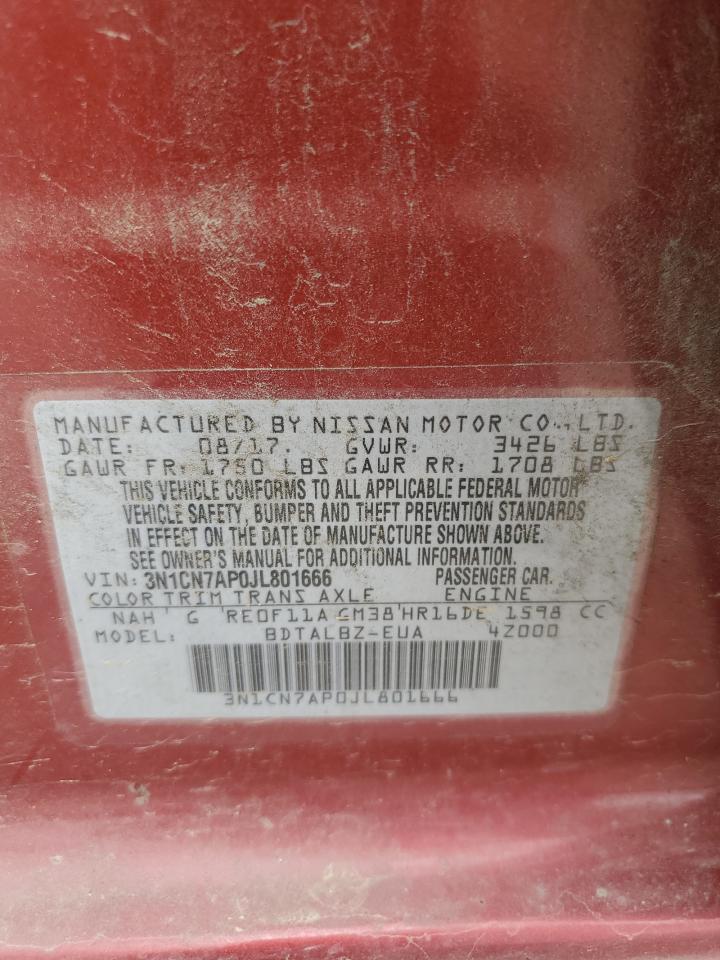 MANUFACTURED BY NISSAN MOTOR CO., LTD.
DATE: 08/17. GVWR: 3426 LBS
GAWR FR: 1750 LBS GAWR RR: 1708 LBS
THIS VEHICLE CONFORMS TO ALL APPLICABLE FEDERAL MOTOR
VEHICLE SAFETY, BUMPER AND THEFT PREVENTION STANDARDS
IN EFFECT ON THE DATE OF MANUFACTURE SHOWN ABOVE.
SEE OWNER'S MANUAL FOR ADDITIONAL INFORMATION.
VIN: 3N1CN7AP0JL801666 PASSENGER CAR.
COLOR TRIM TRANS AXLE ENGINE
NAH G RE0F11A GM38 HR16DE 1598 CC
MODEL: BDTALBZ-EUA 4Z000
3N1CN7AP0JL801666